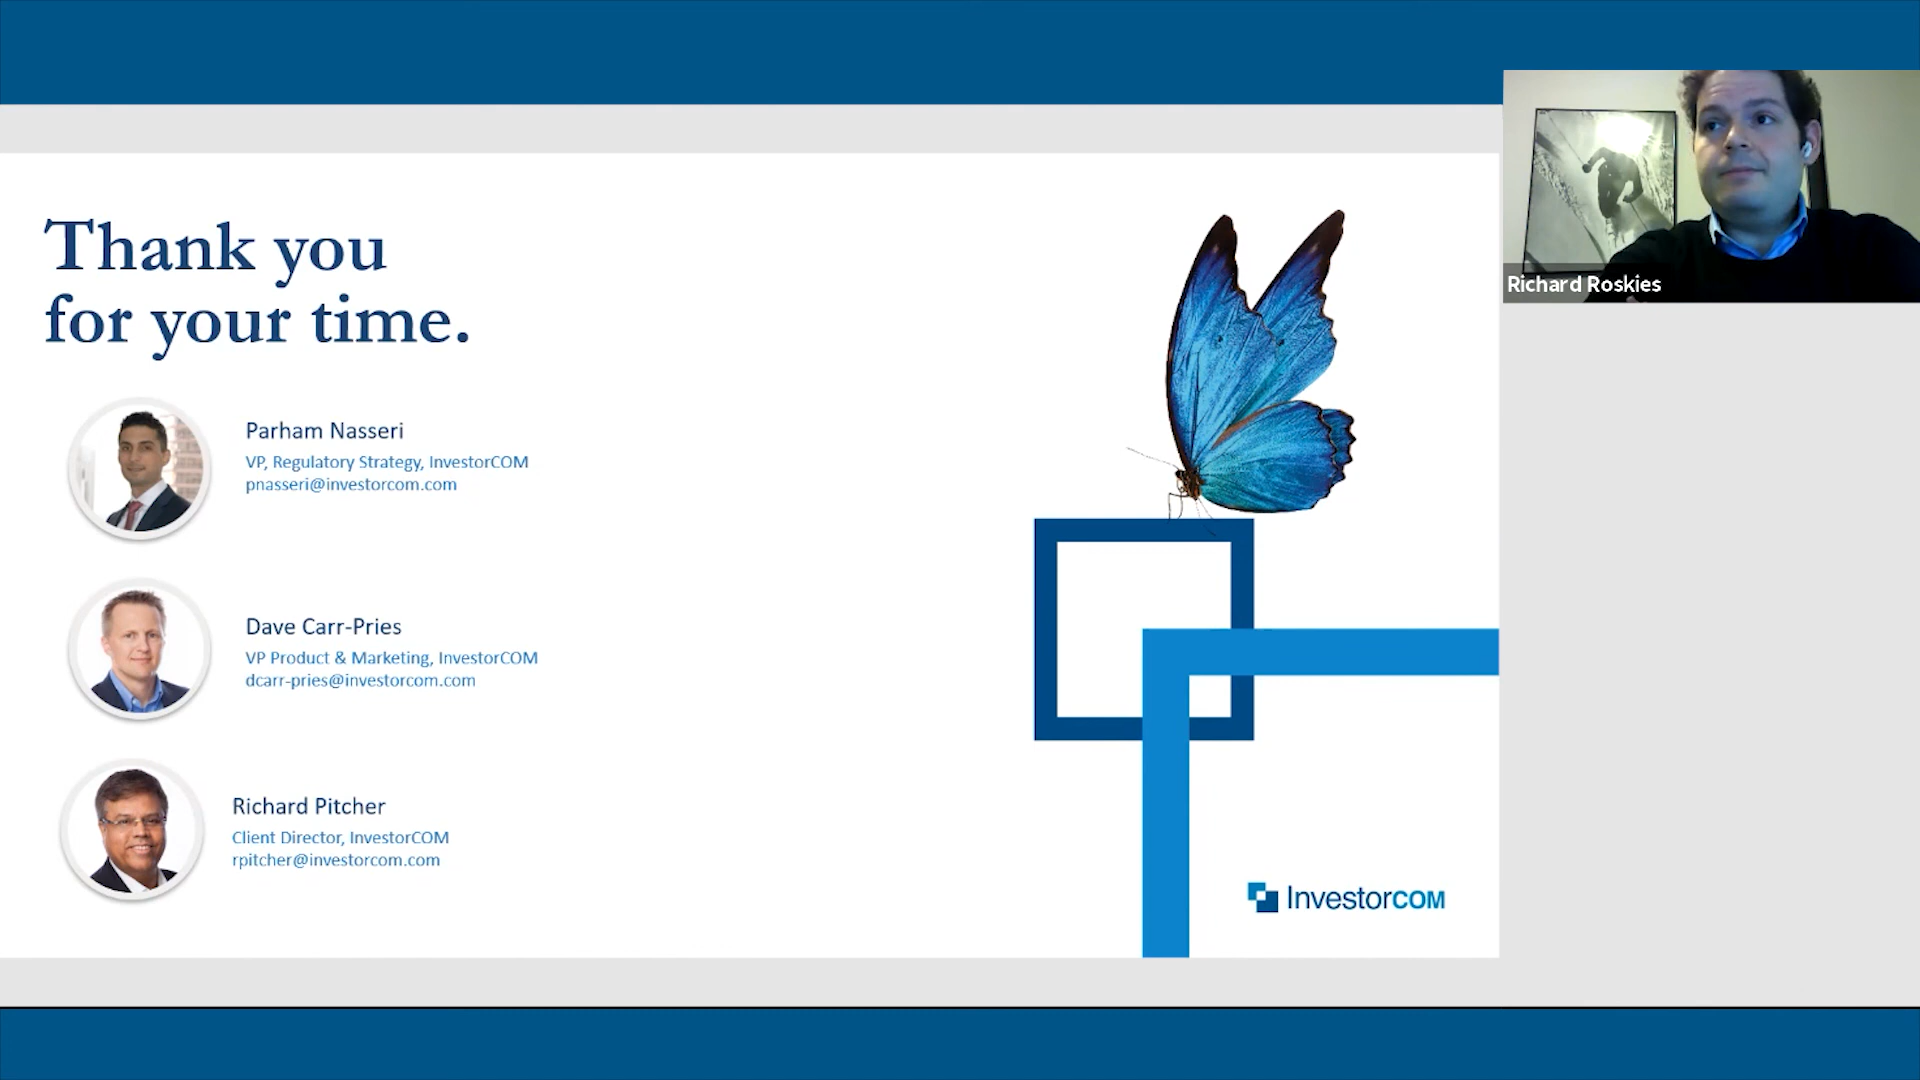 Thank you
for your time.
Parham Nasseri
VP, Regulatory Strategy, InvestorCOM
pnasseri@investorcom.com
Dave Carr-Pries
VP Product & Marketing, InvestorCOM
dcarr-pries@investorcom.com
Richard Pitcher
Client Director, InvestorCOM
rpitcher@investorcom.com
InvestorCOM
Richard Roskies